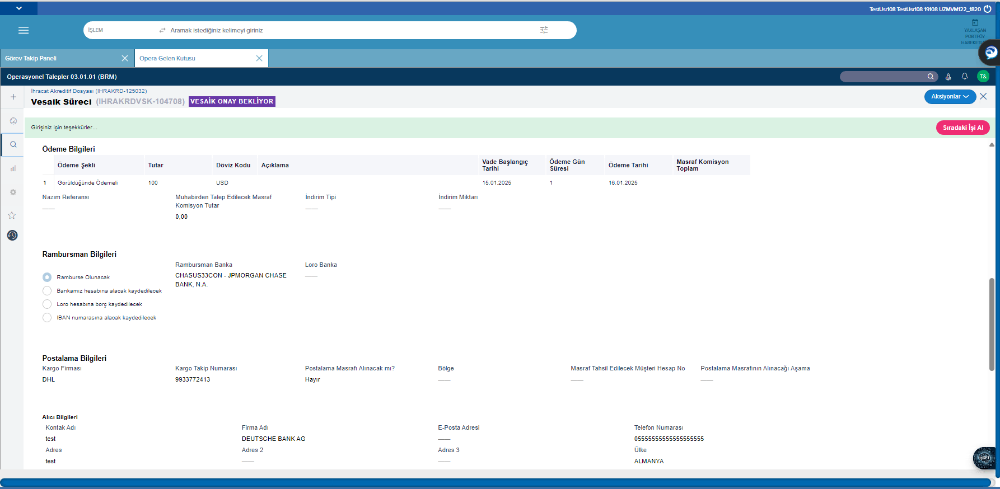 TestUsr108 TestUsr108 19108 UZMVM122_1820
İŞLEM
Aramak istediğiniz kelimeyi giriniz
YAKLAŞAN
PORTFÖY
Görev Takip Paneli
Opera Gelen Kutusu
Operasyonel Talepler 03.01.01 (BRM)
T&
İhracat Akreditif Dosyası (IHRAKRD-125032)
Vesaik Süreci (IHRAKRDVSK-104708) VESAİK ONAY BEKLİYOR
Aksiyonlar
Girişiniz için teşekkürler...
Sıradaki İşi Al
Ödeme Bilgileri
Ödeme Şekli Tutar Döviz Kodu Açıklama Vade Başlangıç Tarihi Ödeme Gün Süresi Ödeme Tarihi Masraf Komisyon Toplam
1 Görüldüğünde Ödemeli 100 USD 15.01.2025 1 16.01.2025
Nazım Referansı Muhabirden Talep Edilecek Masraf Komisyon Tutar İndirim Tipi İndirim Miktarı
0,00
Rambursman Bilgileri
Rambursman Banka Loro Banka
CHASUS33CON - JPMORGAN CHASE
BANK, N.A.
Ramburse Olunacak
Bankamız hesabına alacak kaydedilecek
Loro hesabına borç kaydedilecek
IBAN numarasına alacak kaydedilecek
Postalama Bilgileri
Kargo Firması Kargo Takip Numarası Postalama Masrafı Alınacak mı? Bölge Masraf Tahsil Edilecek Müşteri Hesap No Postalama Masrafının Alınacağı Aşama
DHL 9933772413 Hayır
Alıcı Bilgileri
Kontak Adı Firma Adı E-Posta Adresi Telefon Numarası
test DEUTSCHE BANK AG 05555555555555555555
Adres Adres 2 Adres 3 Ülke
test ALMANYA